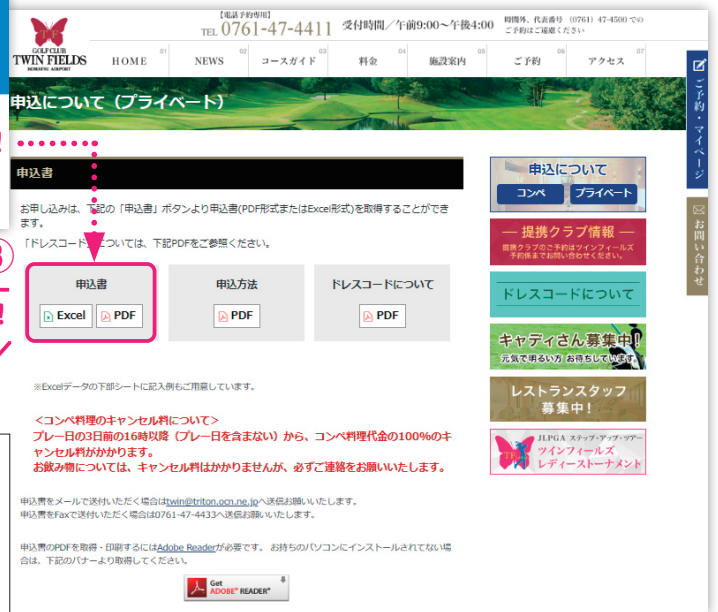 GOLF CLUB
TWIN FIELDS
KOMATSU AIRPORT
【電話予約専用】
TEL 0761-47-4411
受付時間／午前9:00～午後4:00
時間外、代表番号 (0761) 47-4500 での
ご予約はご遠慮ください
01
HOME
02
NEWS
03
コースガイド
04
料金
05
施設案内
06
ご予約
07
アクセス
申込について（プライベート）
ご予約・マイページ
お問い合わせ
申込書
お申し込みは、下記の「申込書」ボタンより申込書(PDF形式またはExcel形式)を取得することができ
ます。
「ドレスコード」については、下記PDFをご参照ください。
申込書
Excel
PDF
申込方法
PDF
ドレスコードについて
PDF
※Excelデータの下部シートに記入例もご用意しています。
＜コンペ料理のキャンセル料について＞
プレー日の3日前の16時以降（プレー日を含まない）から、コンペ料理代金の100%のキ
ャンセル料がかかります。
お飲み物については、キャンセル料はかかりませんが、必ずご連絡をお願いいたします。
申込書をメールで送付いただく場合はtwin@triton.ocn.ne.jpへ送信お願いいたします。
申込書をFaxで送付いただく場合は0761-47-4433へ送信お願いいたします。
申込書のPDFを取得・印刷するにはAdobe Readerが必要です。 お持ちのパソコンにインストールされてない場
合は、下記のバナーより取得してください。
Get
ADOBE® READER®
申込について
コンペ
プライベート
― 提携クラブ情報 ―
提携クラブのご予約はツインフィールズ
予約係までお問い合わせください。
ドレスコードについて
キャディさん募集中!
元気で明るい方 お待ちしています。
レストランスタッフ
募集中！
JLPGA ステップ・アップ・ツアー
ツインフィールズ
レディーストーナメント